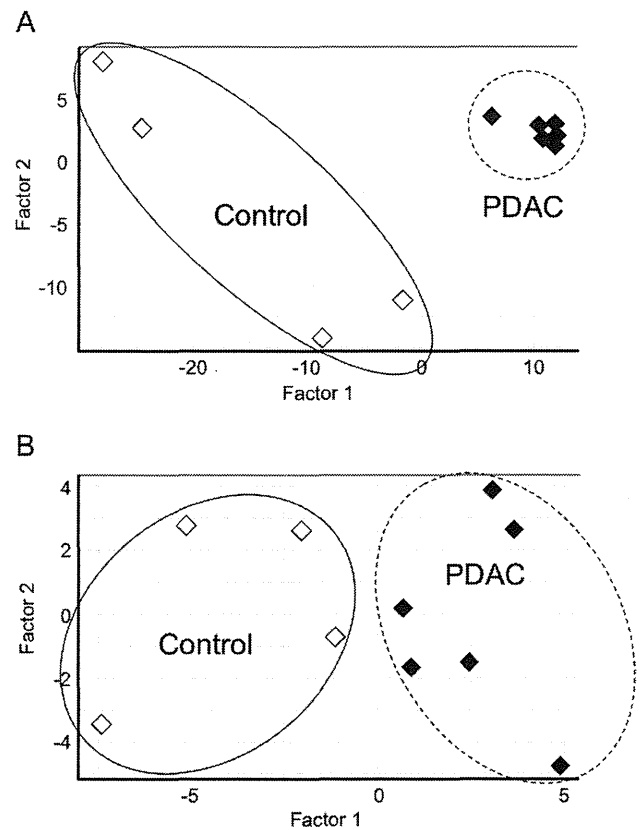 A
5
0
-5
-10
Factor 2
Control
PDAC
-20 -10 0 10
Factor 1
B
4
2
0
-2
-4
Factor 2
Control
PDAC
-5 0 5
Factor 1